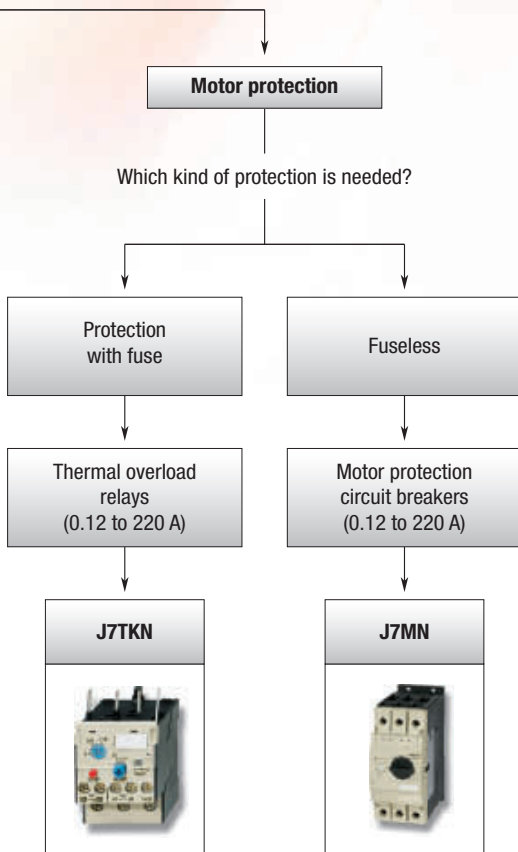 Motor protection
Which kind of protection is needed?
Protection
with fuse
Fuseless
Thermal overload
relays
(0.12 to 220 A)
Motor protection
circuit breakers
(0.12 to 220 A)
J7TKN
J7MN